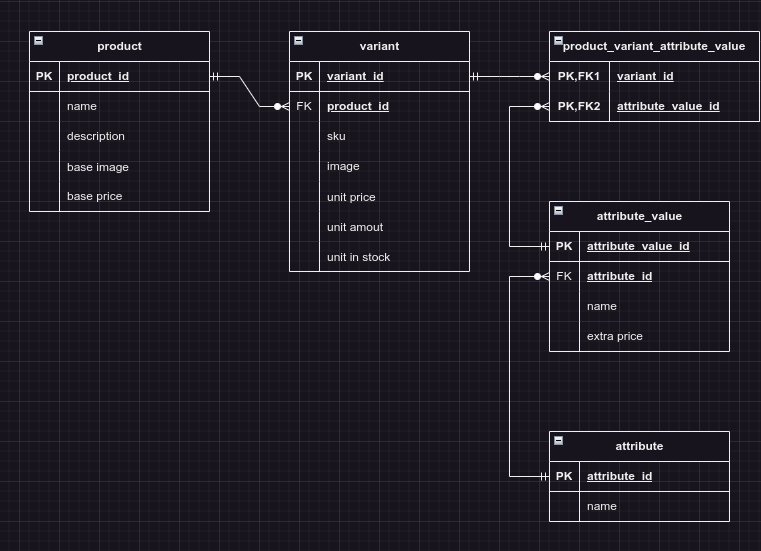 product
PK product_id
name
description
base image
base price
variant
PK variant_id
FK product_id
sku
image
unit price
unit amout
unit in stock
product_variant_attribute_value
PK,FK1 variant_id
PK,FK2 attribute_value_id
attribute_value
PK attribute_value_id
FK attribute_id
name
extra price
attribute
PK attribute_id
name